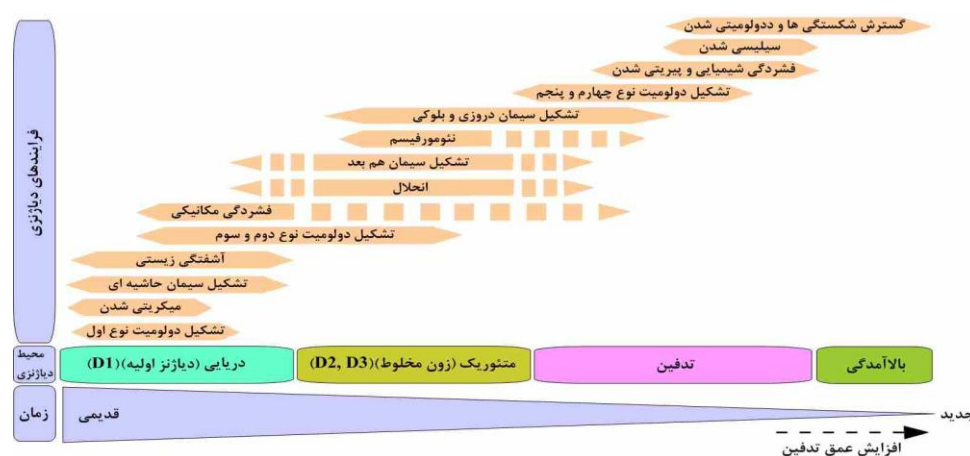 گسترش شکستگی ها و ددولومیتی شدن
سیلیسی شدن
فشردگی شیمیایی و پیریتی شدن
تشکیل دولومیت نوع چهارم و پنجم
تشکیل سیمان دروزی و بلوکی
نئومورفیسم
تشکیل سیمان هم بعد
انحلال
فشردگی مکانیکی
تشکیل دولومیت نوع دوم و سوم
آشفتگی زیستی
تشکیل سیمان حاشیه ای
میکریتی شدن
تشکیل دولومیت نوع اول
فرایندهای دیاژنزی
محیط
دیاژنزی
دریایی (دیاژنز اولیه)(D1)
متئوریک (زون مخلوط)(D2, D3)
تدفین
بالاآمدگی
زمان
قدیمی
جدید
افزایش عمق تدفین